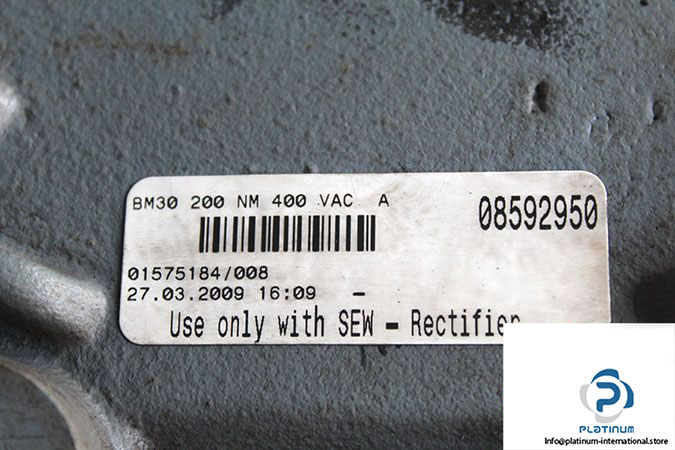 BM30 200 NM 400 VAC A
08592950
01575184/008
27.03.2009 16:09 –
Use only with SEW - Rectifier
PLATINUM
Info@platinum-international.store